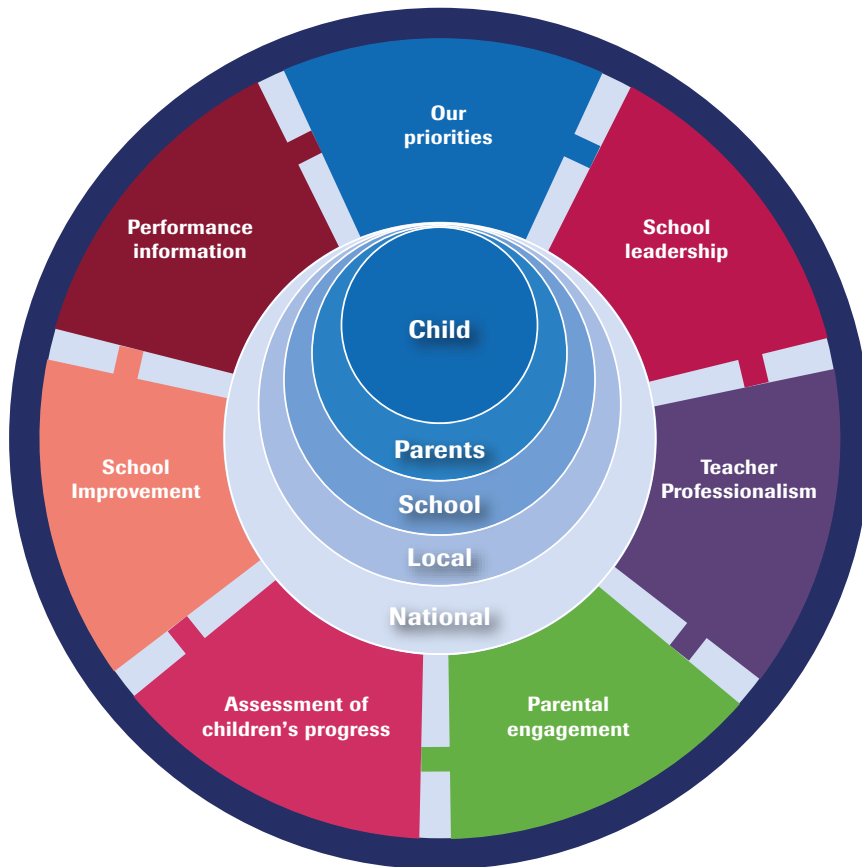 Our
priorities
School
leadership
Teacher
Professionalism
Parental
engagement
Assessment of
children's progress
School
Improvement
Performance
information
Child
Parents
School
Local
National